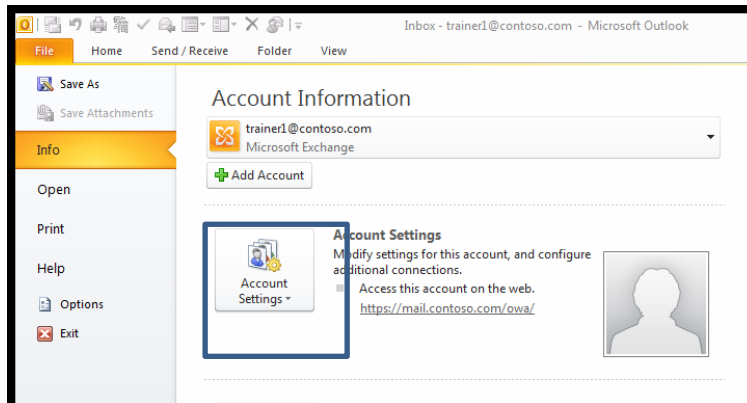 Inbox - trainer1@contoso.com - Microsoft Outlook
File Home Send / Receive Folder View
Save As
Save Attachments
Info
Open
Print
Help
Options
Exit
Account Information
trainer1@contoso.com
Microsoft Exchange
Add Account
Account
Settings
Account Settings
Modify settings for this account, and configure
additional connections.
Access this account on the web.
https://mail.contoso.com/owa/